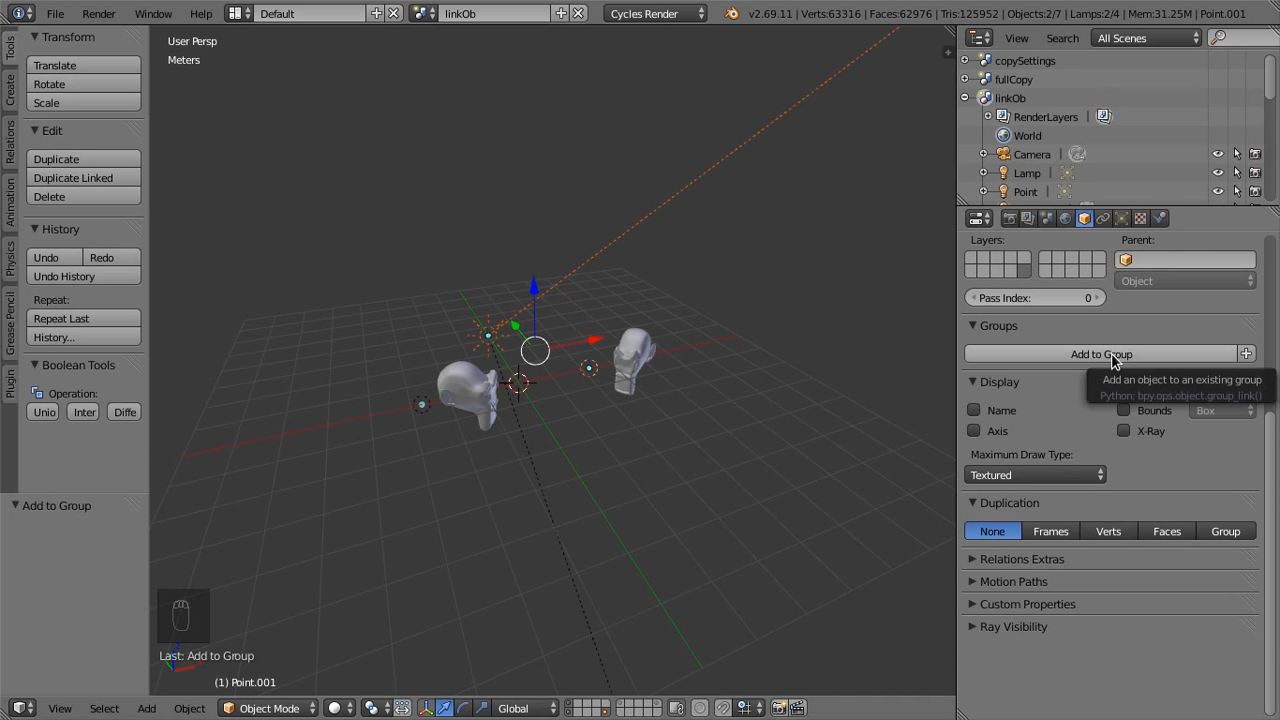 File Render Window Help Default linkOb Cycles Render v2.69.11 | Verts:63316 | Faces:62976 | Tris:125952 | Objects:2/7 | Lamps:2/4 | Mem:31.25M | Point.001
Tools
Create
Relations
Animation
Physics
Grease Pencil
Plugin
Transform
Translate
Rotate
Scale
Edit
Duplicate
Duplicate Linked
Delete
History
Undo Redo
Undo History
Repeat:
Repeat Last
History...
Boolean Tools
Operation:
Unio Inter Diffe
Add to Group
User Persp
Meters
Last: Add to Group
(1) Point.001
View Select Add Object Object Mode Global
View Search All Scenes
copySettings
fullCopy
linkOb
RenderLayers |
World
Camera |
Lamp |
Point |
Layers: Parent:
Object
Pass Index: 0
Groups
Add to Group
Add an object to an existing group
Python: bpy.ops.object.group_link()
Display
Name Bounds Box
Axis X-Ray
Maximum Draw Type:
Textured
Duplication
None Frames Verts Faces Group
Relations Extras
Motion Paths
Custom Properties
Ray Visibility